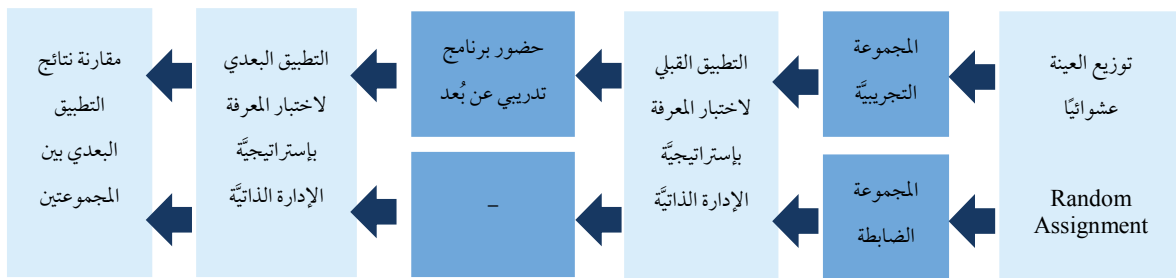 توزيع العينة
عشوائيًا
Random
Assignment
المجموعة
التجريبيَّة
المجموعة
الضابطة
التطبيق القبلي
لاختبار المعرفة
بإستراتيجيَّة
الإدارة الذاتيَّة
حضور برنامج
تدريبي عن بُعد
–
التطبيق البعدي
لاختبار المعرفة
بإستراتيجيَّة
الإدارة الذاتيَّة
مقارنة نتائج
التطبيق
البعدي بين
المجموعتين